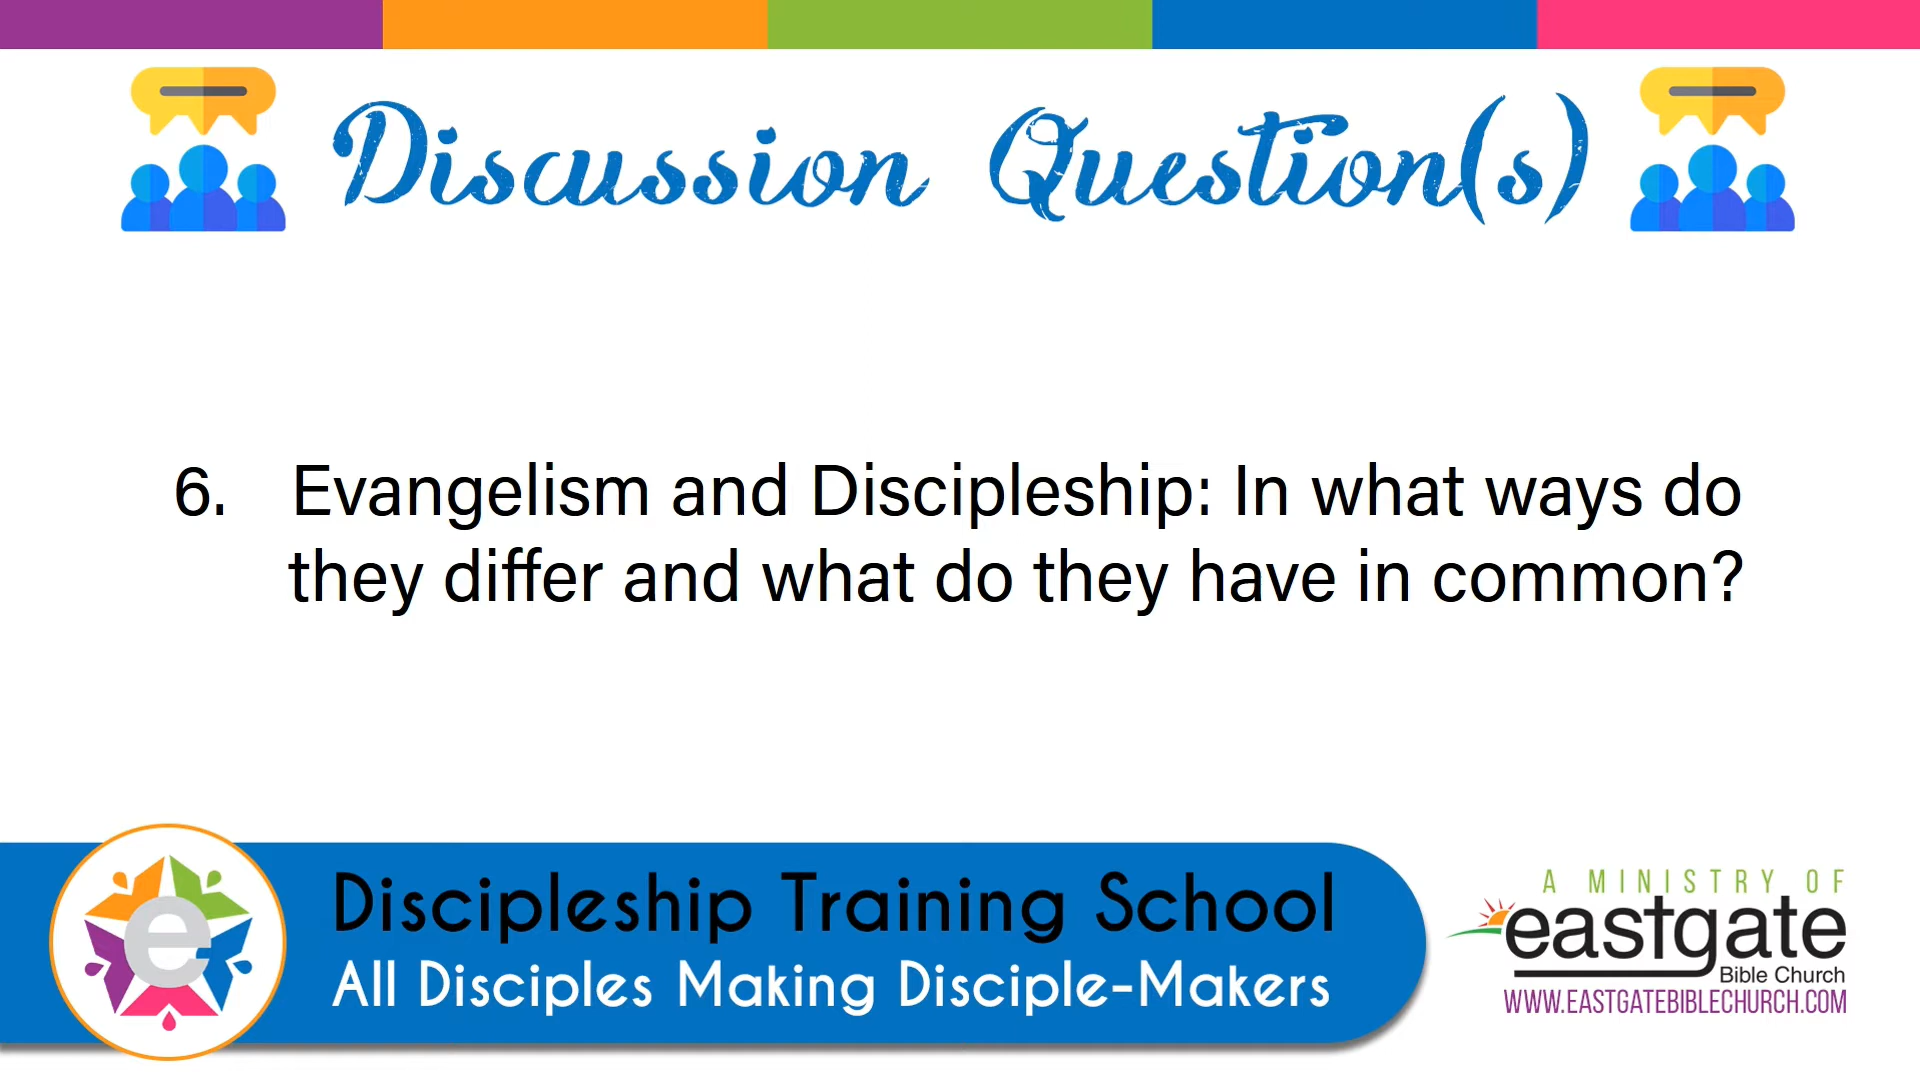 Discussion Question(s)
6. Evangelism and Discipleship: In what ways do
they differ and what do they have in common?
e
Discipleship Training School
All Disciples Making Disciple-Makers
A MINISTRY OF
eastgate
Bible Church
WWW.EASTGATEBIBLECHURCH.COM